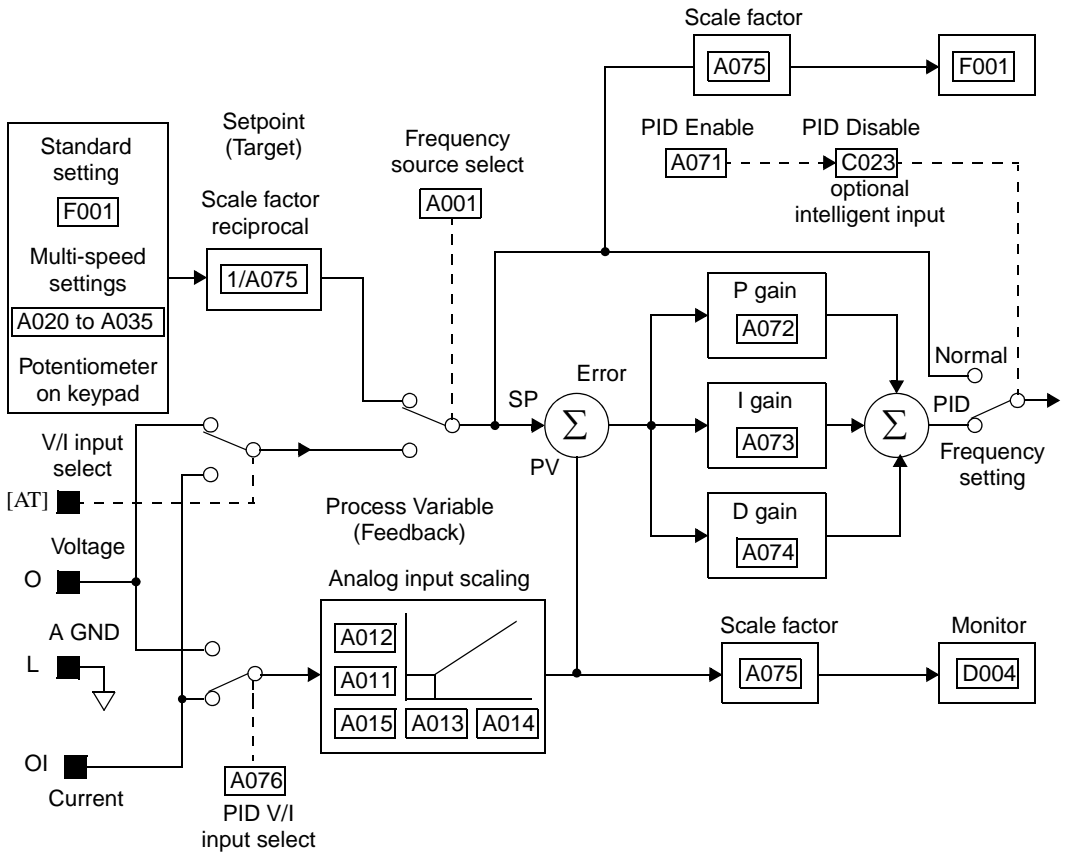 Scale factor
A075
F001
PID Enable
PID Disable
A071
C023
optional
intelligent input
Standard
setting
F001
Multi-speed
settings
A020 to A035
Potentiometer
on keypad
Setpoint
(Target)
Scale factor
reciprocal
1/A075
Frequency
source select
A001
P gain
A072
I gain
A073
D gain
A074
Error
SP
Σ
PV
Σ
Normal
PID
Frequency
setting
V/I input
select
[AT]
Voltage
O
A GND
L
OI
Current
Process Variable
(Feedback)
Analog input scaling
A012
A011
A015
A013
A014
A076
PID V/I
input select
Scale factor
A075
Monitor
D004